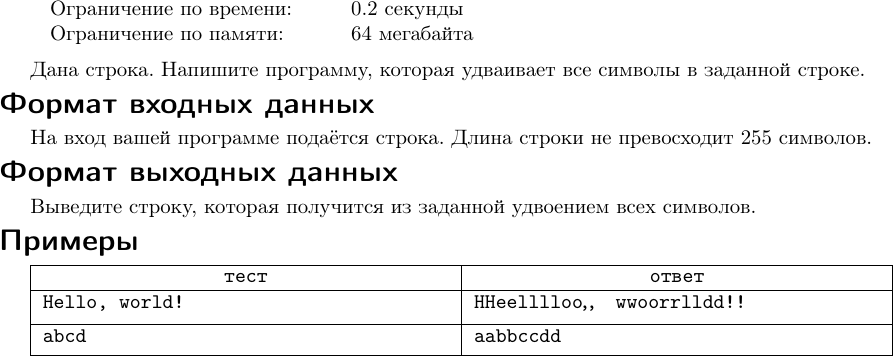 Ограничение по времени: 0.2 секунды
Ограничение по памяти: 64 мегабайта
Дана строка. Напишите программу, которая удваивает все символы в заданной строке.
Формат входных данных
На вход вашей программе подаётся строка. Длина строки не превосходит 255 символов.
Формат выходных данных
Выведите строку, которая получится из заданной удвоением всех символов.
Примеры
тест ответ
Hello, world! HHeelllloo,,  wwoorrlldd!!
abcd aabbccdd